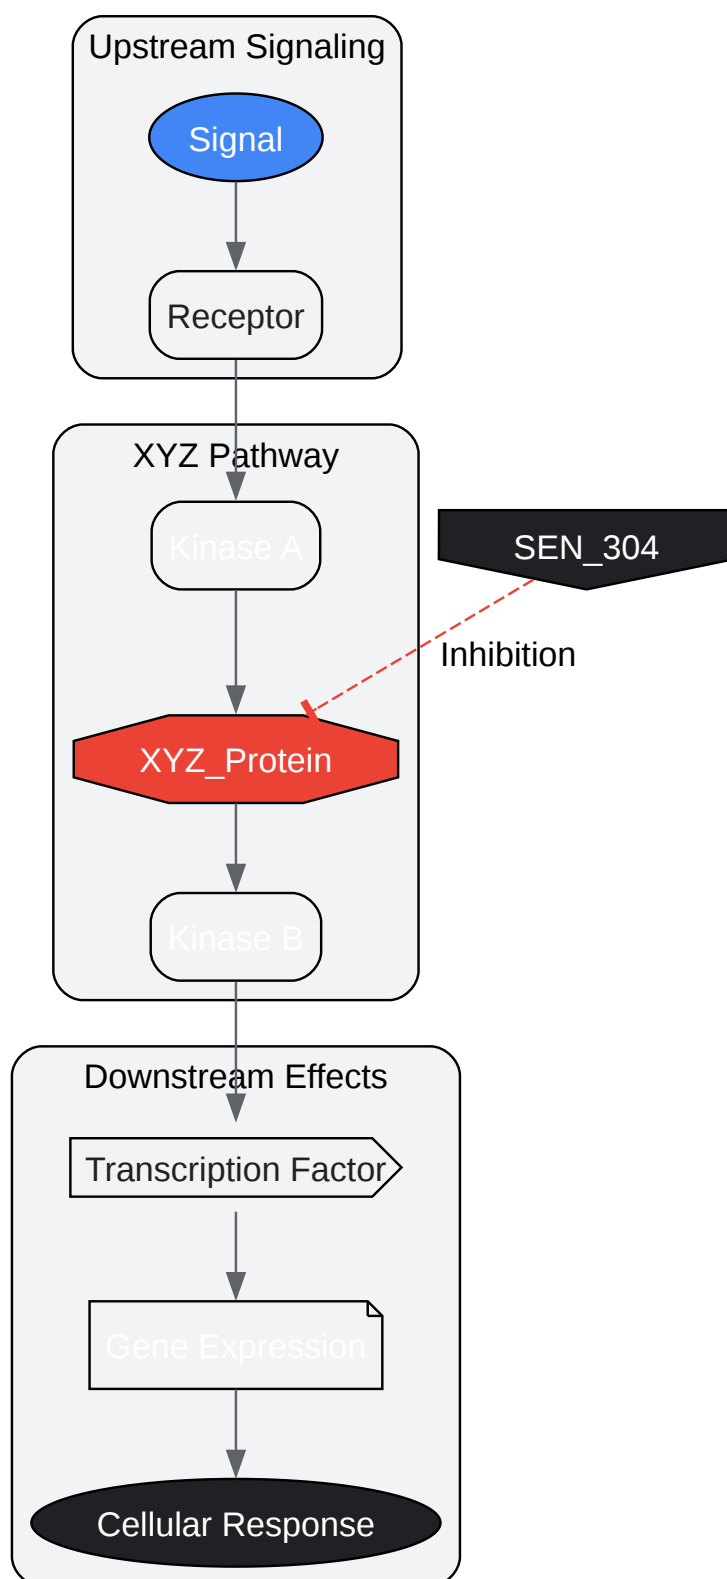 Upstream Signaling
Signal
Receptor
XYZ Pathway
Kinase A
SEN_304
Inhibition
XYZ_Protein
Kinase B
Downstream Effects
Transcription Factor
Gene Expression
Cellular Response